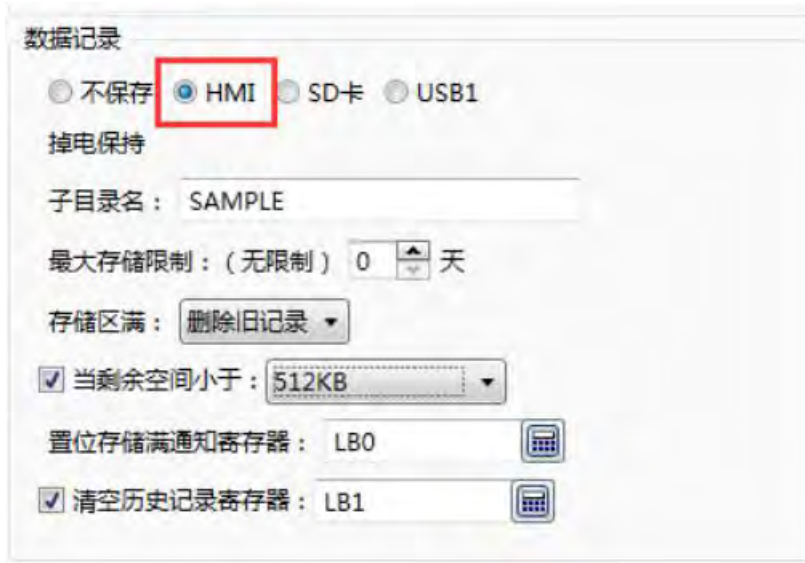 数据记录
不保存 HMI SD卡 USB1
掉电保持
子目录名： SAMPLE
最大存储限制：（无限制） 0 天
存储区满： 删除旧记录
当剩余空间小于： 512KB
置位存储满通知寄存器： LB0
清空历史记录寄存器： LB1